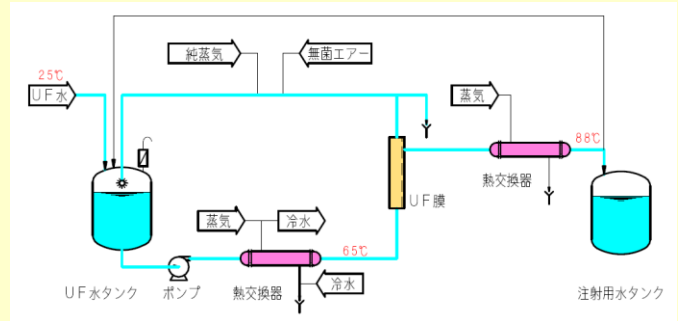 純蒸気
無菌エアー
25℃
UF水
蒸気
88℃
熱交換器
UF膜
蒸気
冷水
65℃
冷水
UF水タンク
ポンプ
熱交換器
注射用水タンク